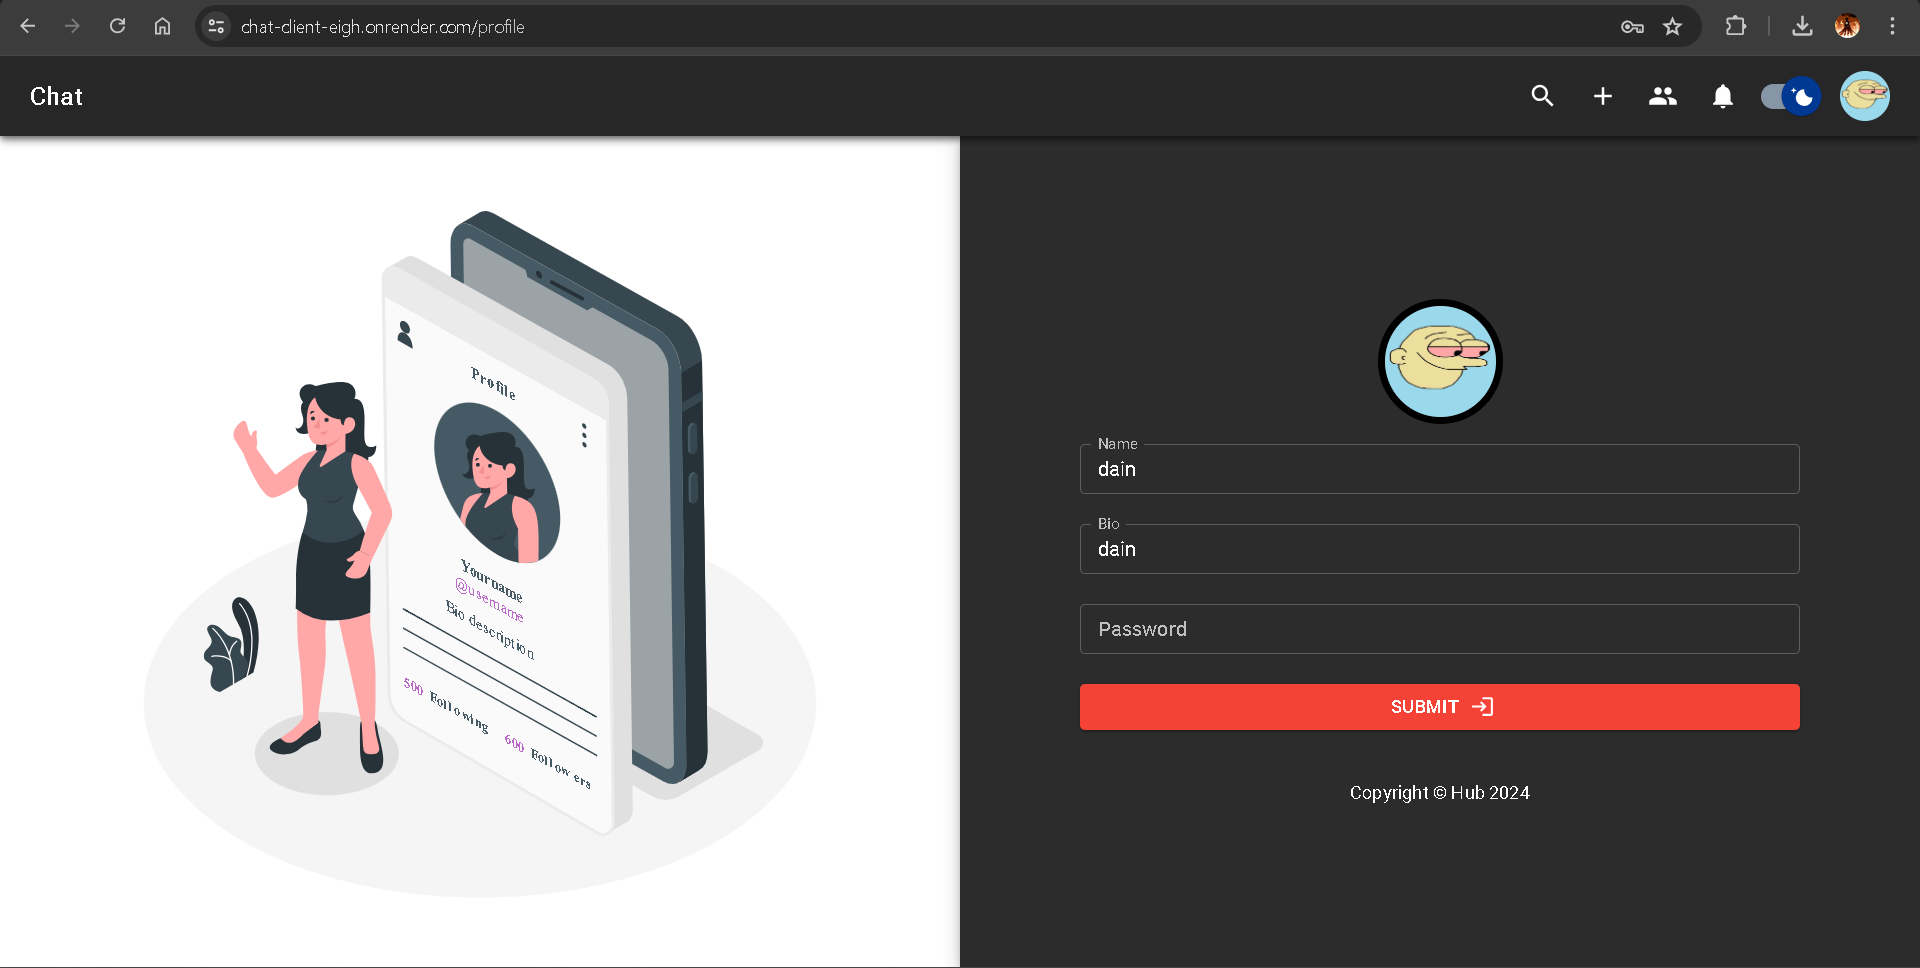 chat-client-eigh.onrender.com/profile
Chat
Profile
Yourname
@username
Bio description
500 Following
600 Followers
Name
dain
Bio
dain
Password
SUBMIT
Copyright © Hub 2024